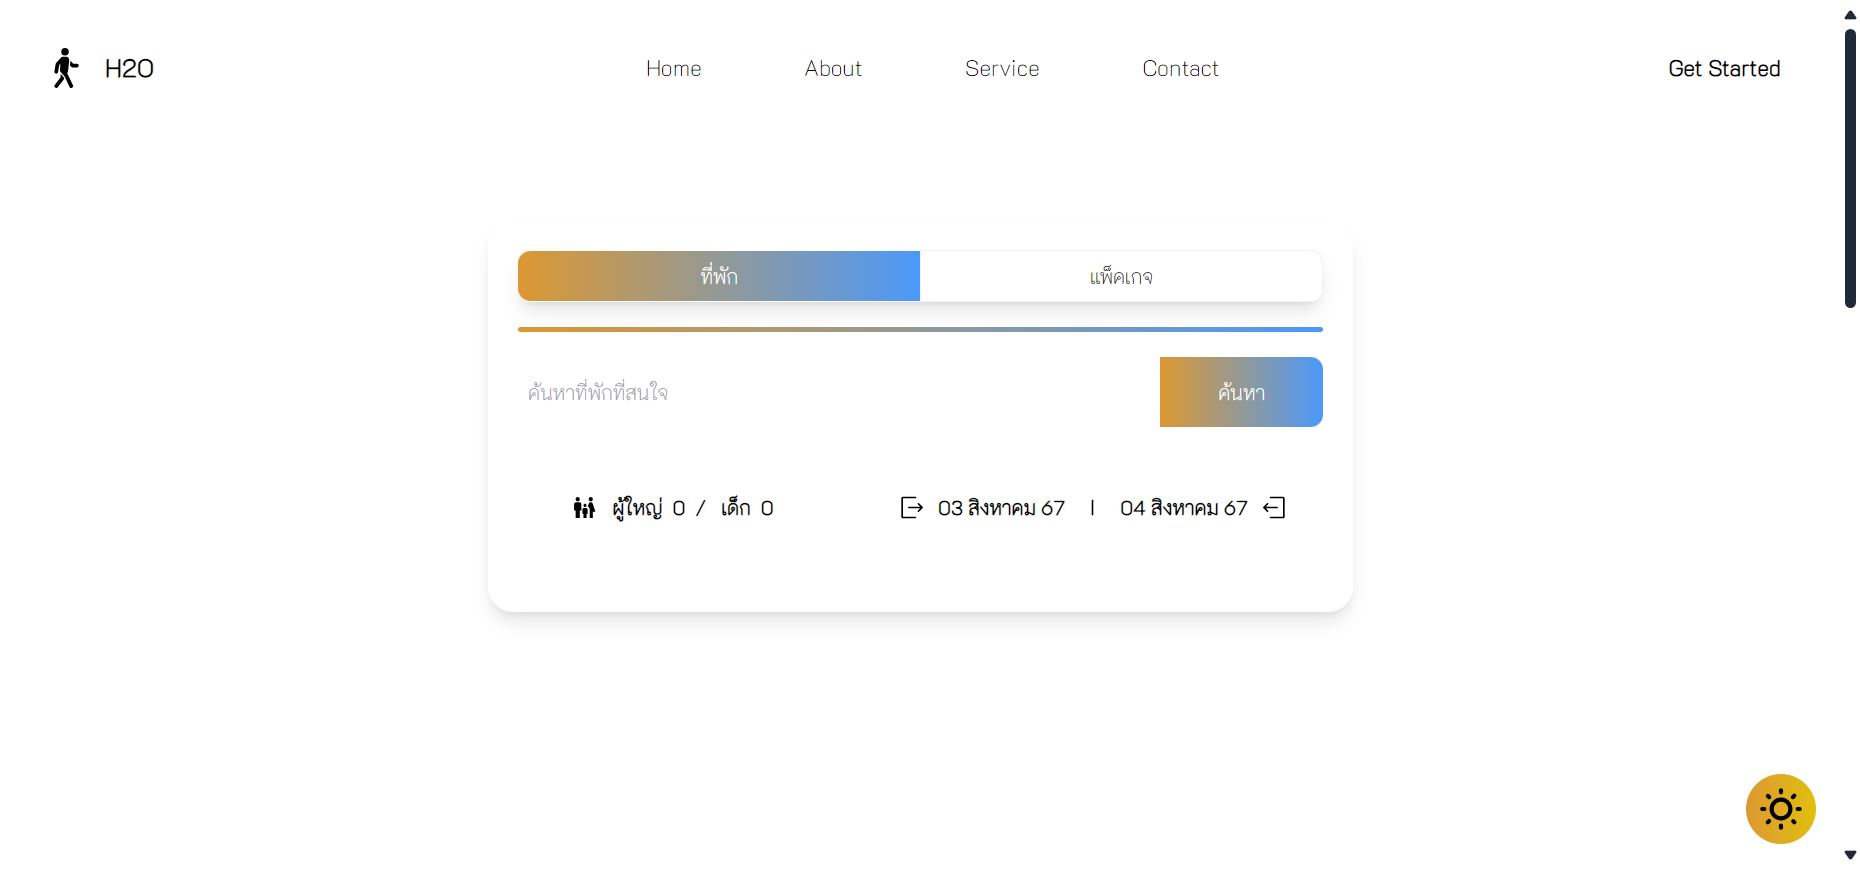 H2O Home About Service Contact Get Started
ที่พัก แพ็คเกจ
ค้นหาที่พักที่สนใจ ค้นหา
ผู้ใหญ่ 0 / เด็ก 0 03 สิงหาคม 67 | 04 สิงหาคม 67